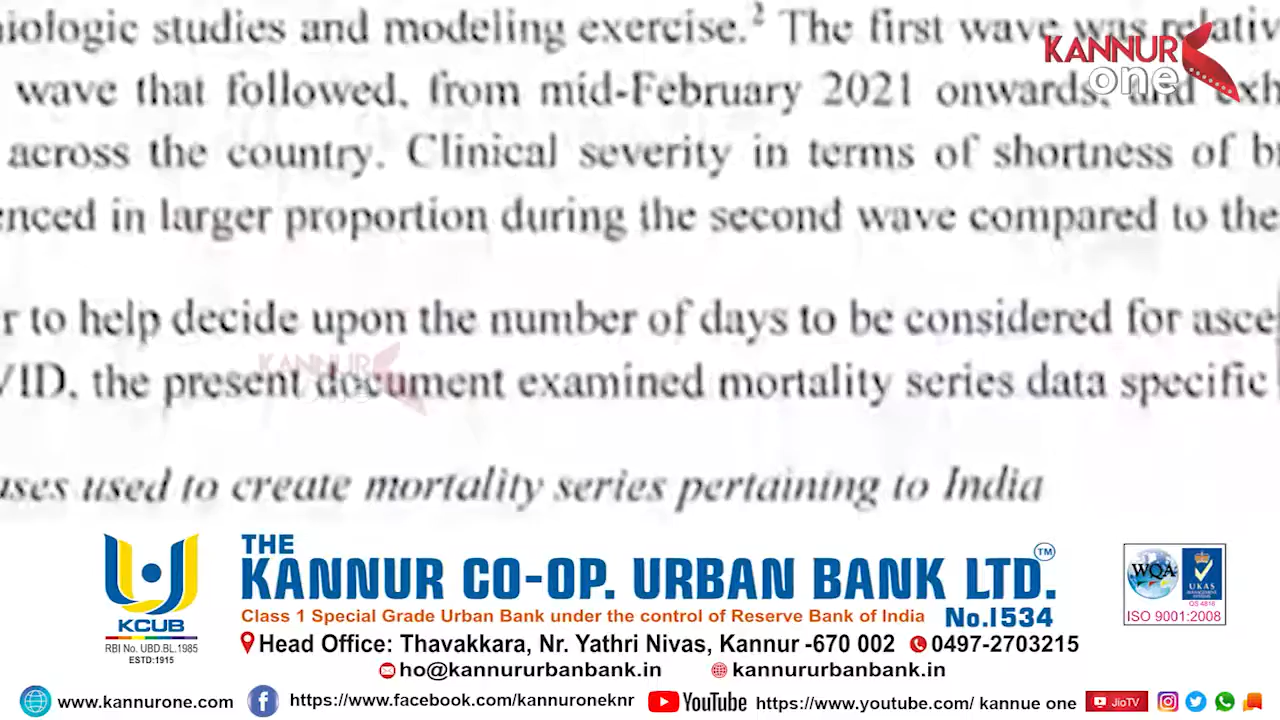 niologic studies and modeling exercise.² The first wave was relativ
wave that followed, from mid-February 2021 onwards, and exh
across the country. Clinical severity in terms of shortness of b
enced in larger proportion during the second wave compared to the
r to help decide upon the number of days to be considered for asce
VID, the present document examined mortality series data specific
uses used to create mortality series pertaining to India
KANNUR
one
KANNUR
THE
KANNUR CO-OP. URBAN BANK LTD.™
Class 1 Special Grade Urban Bank under the control of Reserve Bank of India
No.I534
KCUB
RBI No. UBD.BL.1985
ESTD:1915
Head Office: Thavakkara, Nr. Yathri Nivas, Kannur -670 002
0497-2703215
ho@kannururbanbank.in
kannururbanbank.in
WQA
UKAS
MANAGEMENT
SYSTEMS
QS 4818
ISO 9001:2008
www.kannurone.com
https://www.facebook.com/kannuroneknr
YouTube
https://www.youtube.com/ kannue one
JioTV